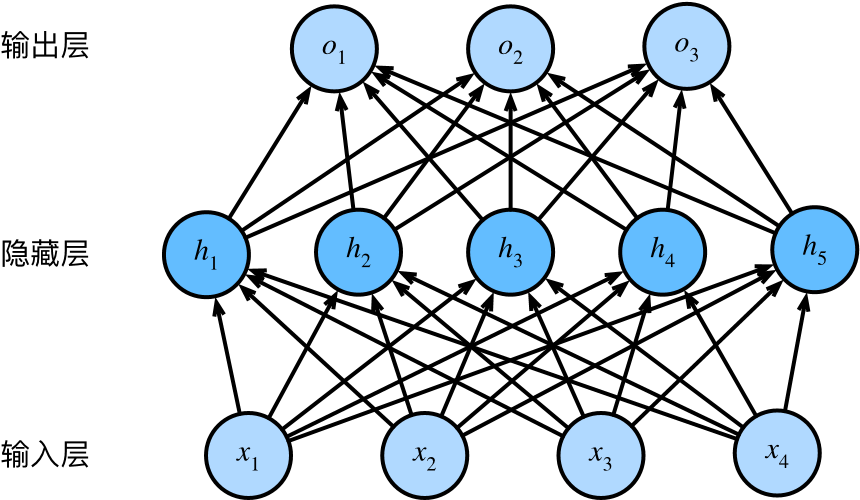 输出层 o1 o2 o3
隐藏层 h1 h2 h3 h4 h5
输入层 x1 x2 x3 x4